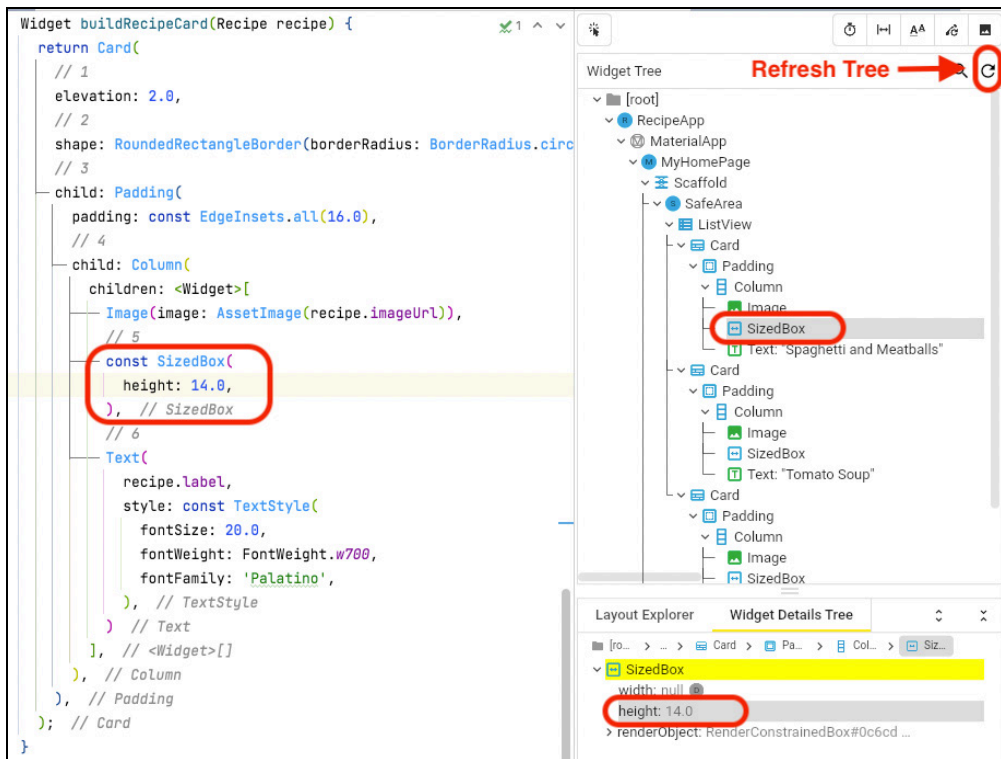 Widget buildRecipeCard(Recipe recipe) {
1
return Card(
// 1
elevation: 2.0,
// 2
shape: RoundedRectangleBorder(borderRadius: BorderRadius.circ
// 3
child: Padding(
padding: const EdgeInsets.all(16.0),
// 4
child: Column(
children: <Widget>[
Image(image: AssetImage(recipe.imageUrl)),
// 5
const SizedBox(
height: 14.0,
), // SizedBox
// 6
Text(
recipe.label,
style: const TextStyle(
fontSize: 20.0,
fontWeight: FontWeight.w700,
fontFamily: 'Palatino',
), // TextStyle
) // Text
], // <Widget>[]
), // Column
), // Padding
); // Card
}
AA
Widget Tree
Refresh Tree
[root]
R RecipeApp
MaterialApp
M MyHomePage
Scaffold
S SafeArea
ListView
Card
Padding
Column
Image
SizedBox
T Text: "Spaghetti and Meatballs"
Card
Padding
Column
Image
SizedBox
T Text: "Tomato Soup"
Card
Padding
Column
Image
SizedBox
Layout Explorer Widget Details Tree
[ro... > ... > Card > Pa... > Col... > Siz...
SizedBox
width: null D
height: 14.0
renderObject: RenderConstrainedBox#0c6cd ...